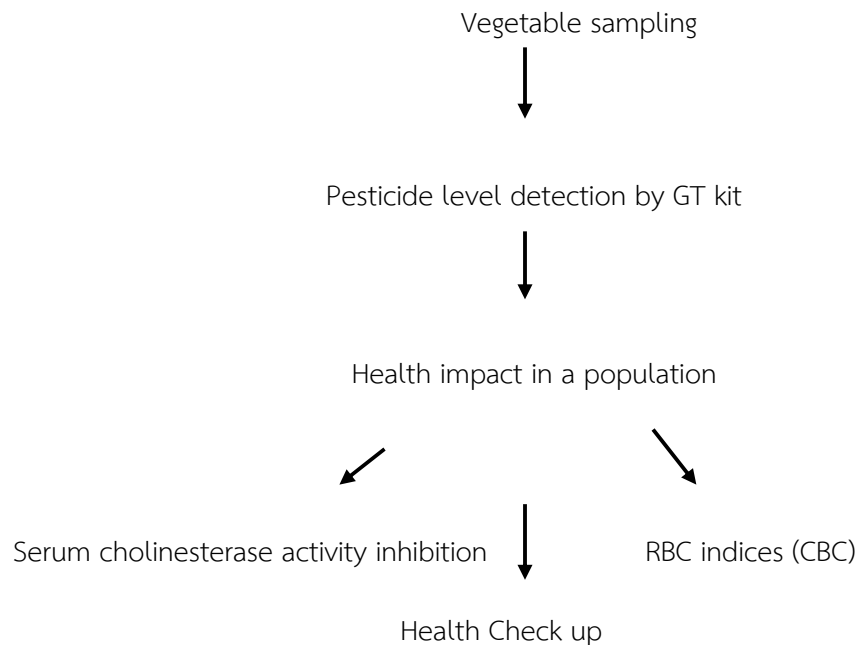 Vegetable sampling
Pesticide level detection by GT kit
Health impact in a population
Serum cholinesterase activity inhibition
RBC indices (CBC)
Health Check up